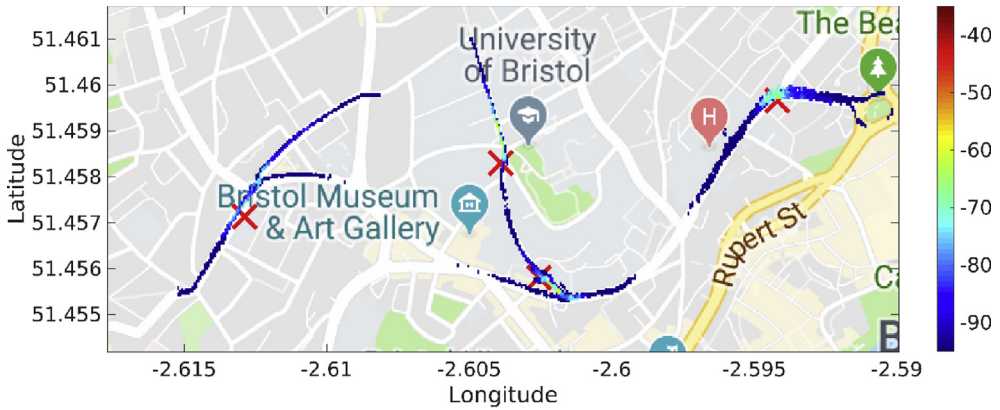 The Bea
51.461
University
of Bristol
-40
51.46
-50
51.459
H
-60
51.458
Bristol Museum
& Art Gallery
-70
51.457
Rupert St
51.456
Ca
-80
51.455
B
-90
Latitude
-2.615
-2.61
-2.605
-2.6
-2.595
-2.59
Longitude